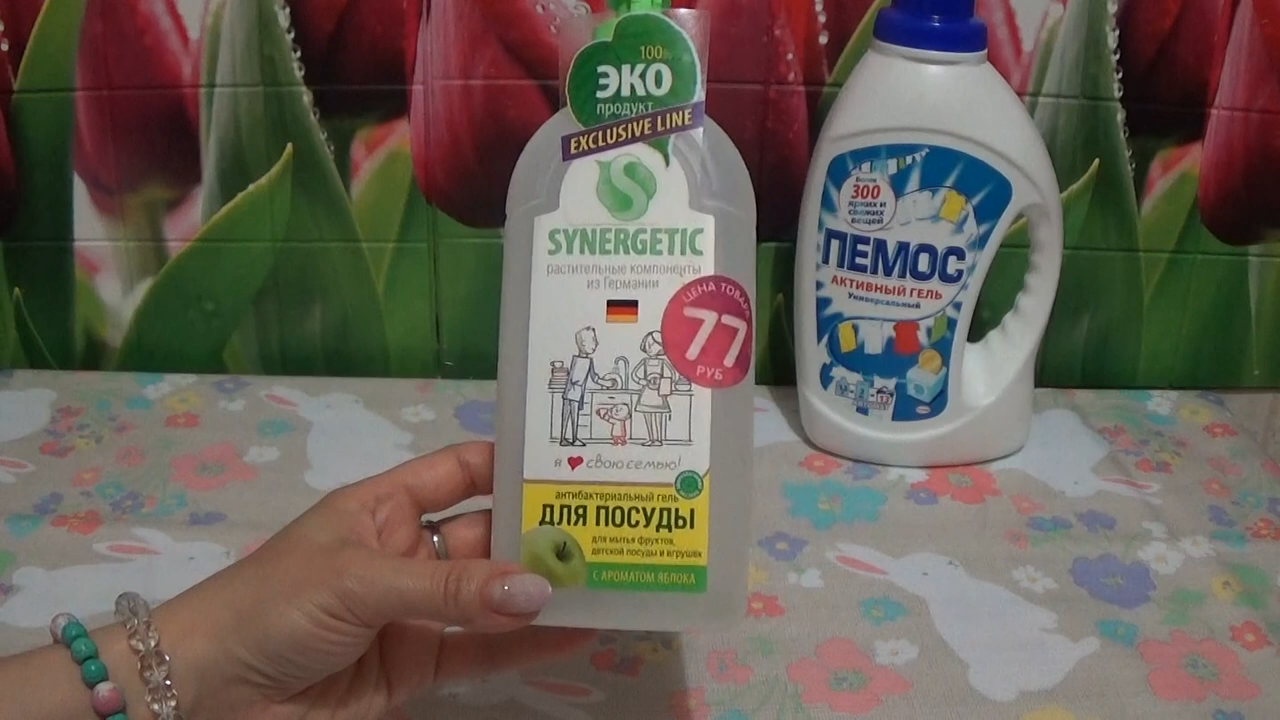 100%
ЭКО
продукт
EXCLUSIVE LINE
SYNERGETIC
растительные компоненты
из Германии
ЦЕНА ТОВАРА
77
РУБ
я свою семью!
антибактериальный гель
ДЛЯ ПОСУДЫ
для мытья фруктов,
детской посуды и игрушек
С АРОМАТОМ ЯБЛОКА
Более
300
ярких и
свежих
вещей
ПЕМОС
АКТИВНЫЙ ГЕЛЬ
Универсальный